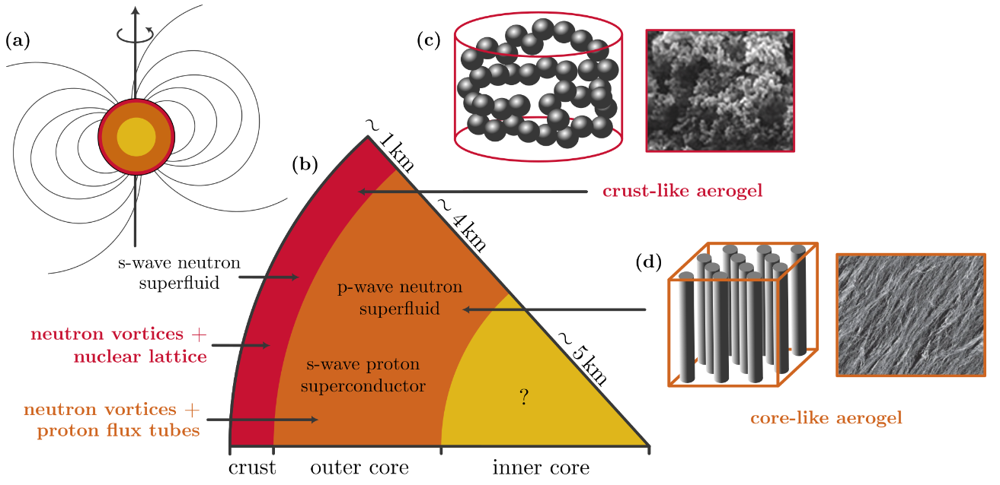 (a)
(c)
∼ 1 km
(b)
crust-like aerogel
∼ 4 km
s-wave neutron
superfluid
(d)
p-wave neutron
superfluid
neutron vortices +
nuclear lattice
∼ 5 km
s-wave proton
superconductor
?
neutron vortices +
proton flux tubes
core-like aerogel
crust
outer core
inner core